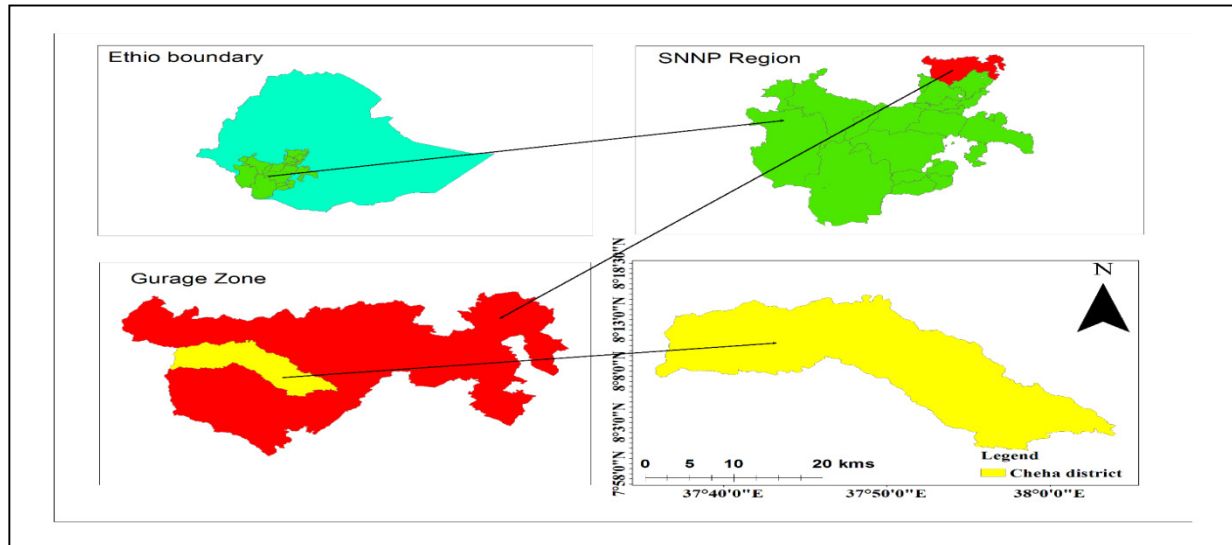 Ethio boundary
SNNP Region
Gurage Zone
N
8°18'30"N
8°13'0"N
8°8'0"N
8°3'0"N
7°58'0"N
0 5 10 20 kms
Legend
Cheha district
37°40'0"E
37°50'0"E
38°0'0"E